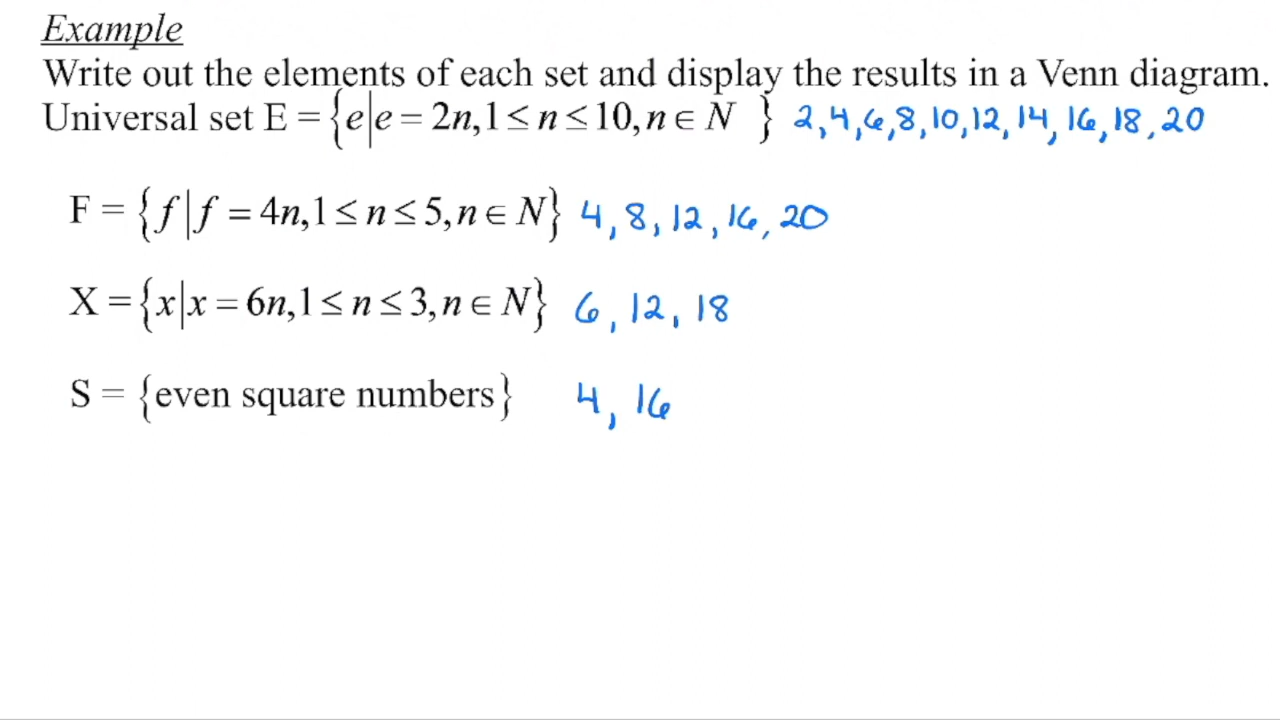 Example
Write out the elements of each set and display the results in a Venn diagram.
Universal set E = {e|e = 2n, 1 ≤ n ≤ 10, n ∈ N } 2, 4, 6, 8, 10, 12, 14, 16, 18, 20
F = {f|f = 4n, 1 ≤ n ≤ 5, n ∈ N} 4, 8, 12, 16, 20
X = {x|x = 6n, 1 ≤ n ≤ 3, n ∈ N} 6, 12, 18
S = {even square numbers} 4, 16